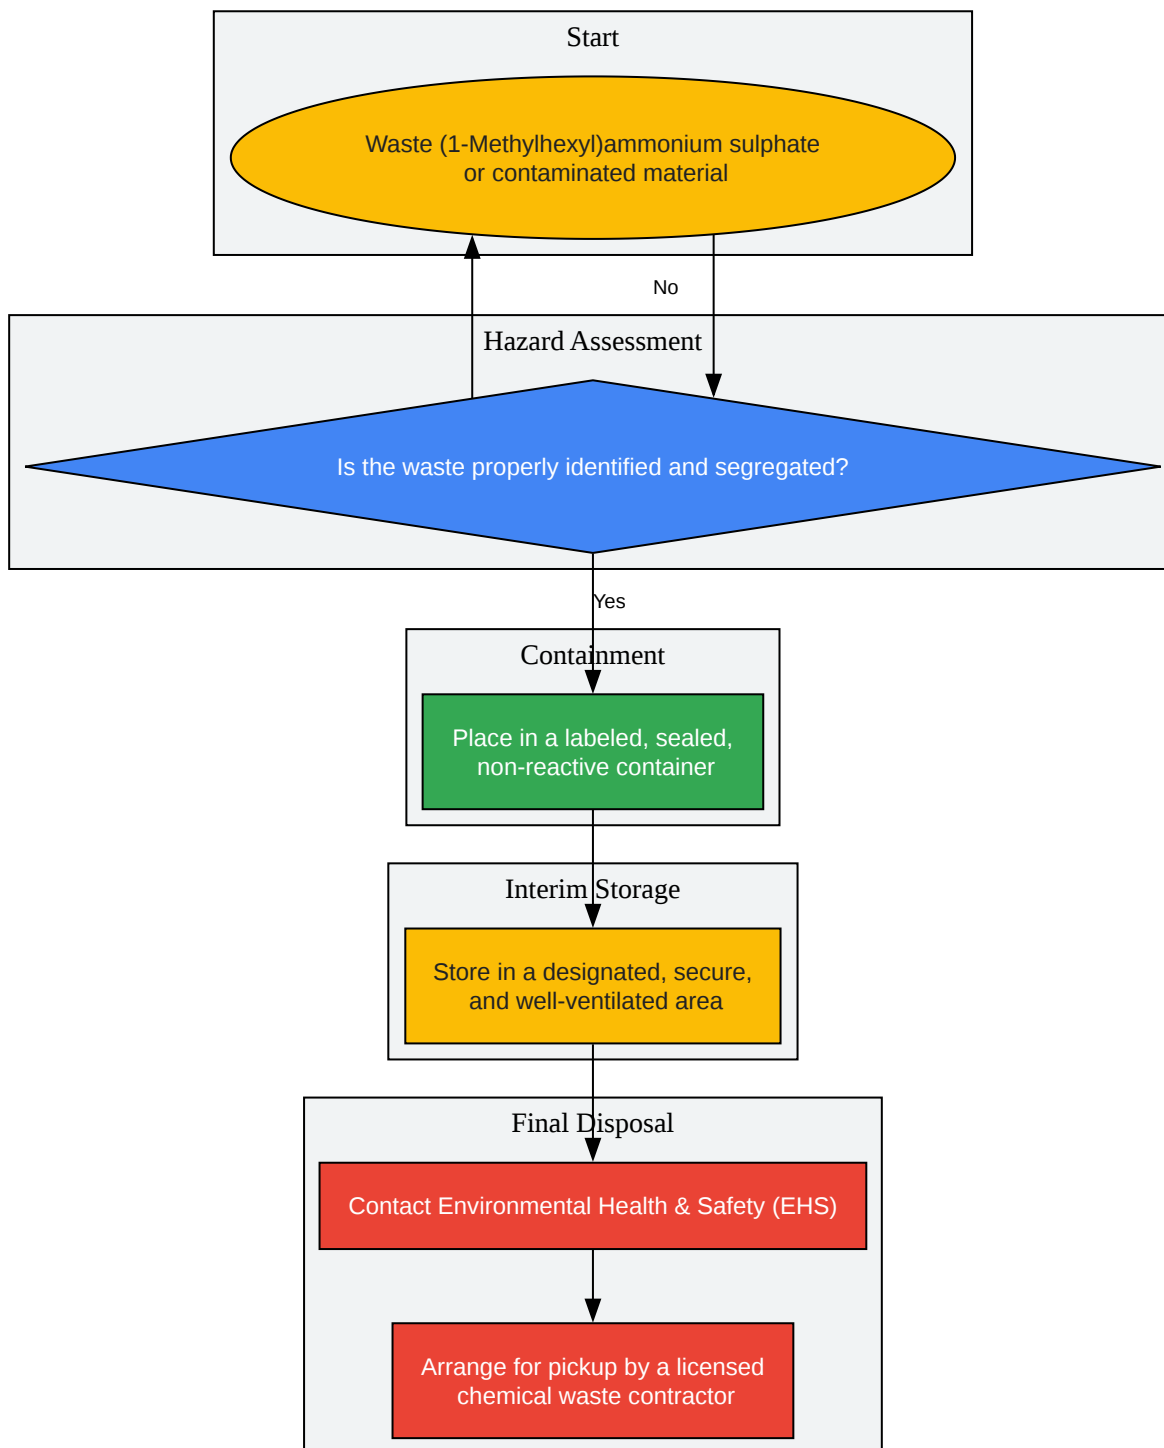 Start
Waste (1-Methylhexyl)ammonium sulphate
or contaminated material
No
Hazard Assessment
Is the waste properly identified and segregated?
Yes
Containment
Place in a labeled, sealed,
non-reactive container
Interim Storage
Store in a designated, secure,
and well-ventilated area
Final Disposal
Contact Environmental Health & Safety (EHS)
Arrange for pickup by a licensed
chemical waste contractor